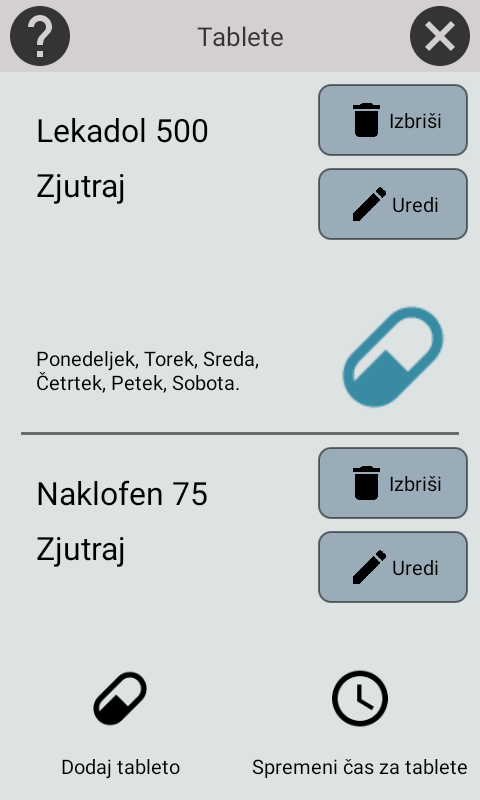 Tablete
Lekadol 500
Izbriši
Zjutraj
Uredi
Ponedeljek, Torek, Sreda,
Četrtek, Petek, Sobota.
Naklofen 75
Izbriši
Zjutraj
Uredi
Dodaj tableto
Spremeni čas za tablete